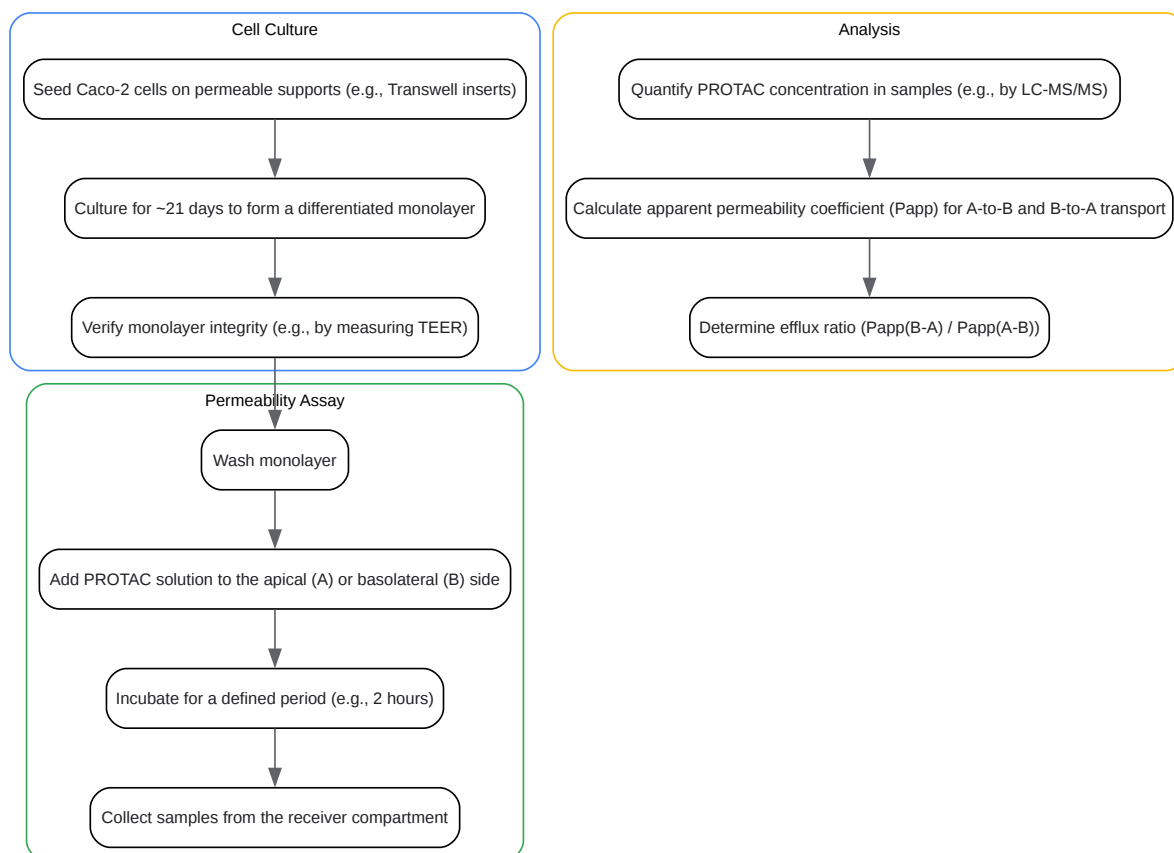 Cell Culture
Seed Caco-2 cells on permeable supports (e.g., Transwell inserts)
Culture for ~21 days to form a differentiated monolayer
Verify monolayer integrity (e.g., by measuring TEER)
Permeability Assay
Wash monolayer
Add PROTAC solution to the apical (A) or basolateral (B) side
Incubate for a defined period (e.g., 2 hours)
Collect samples from the receiver compartment
Analysis
Quantify PROTAC concentration in samples (e.g., by LC-MS/MS)
Calculate apparent permeability coefficient (Papp) for A-to-B and B-to-A transport
Determine efflux ratio (Papp(B-A) / Papp(A-B))